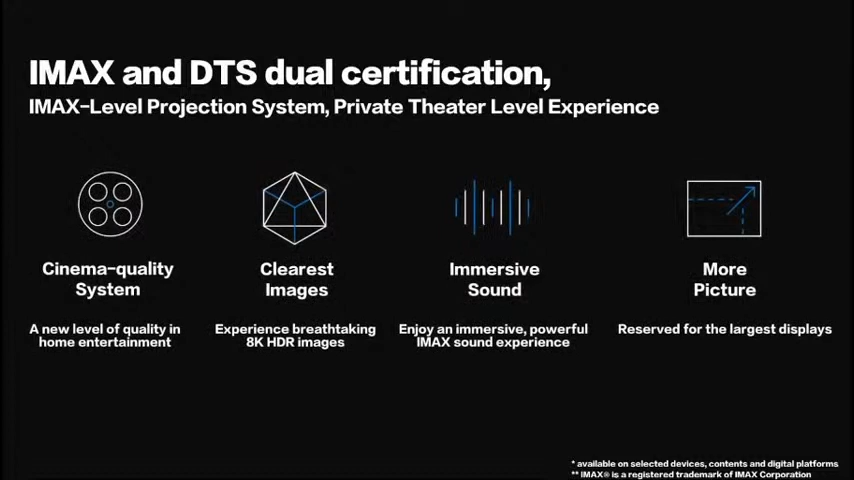 IMAX and DTS dual certification,
IMAX-Level Projection System, Private Theater Level Experience
Cinema-quality
System
A new level of quality in
home entertainment
Clearest
Images
Experience breathtaking
8K HDR images
Immersive
Sound
Enjoy an immersive, powerful
IMAX sound experience
More
Picture
Reserved for the largest displays
* available on selected devices, contents and digital platforms
** IMAX® is a registered trademark of IMAX Corporation